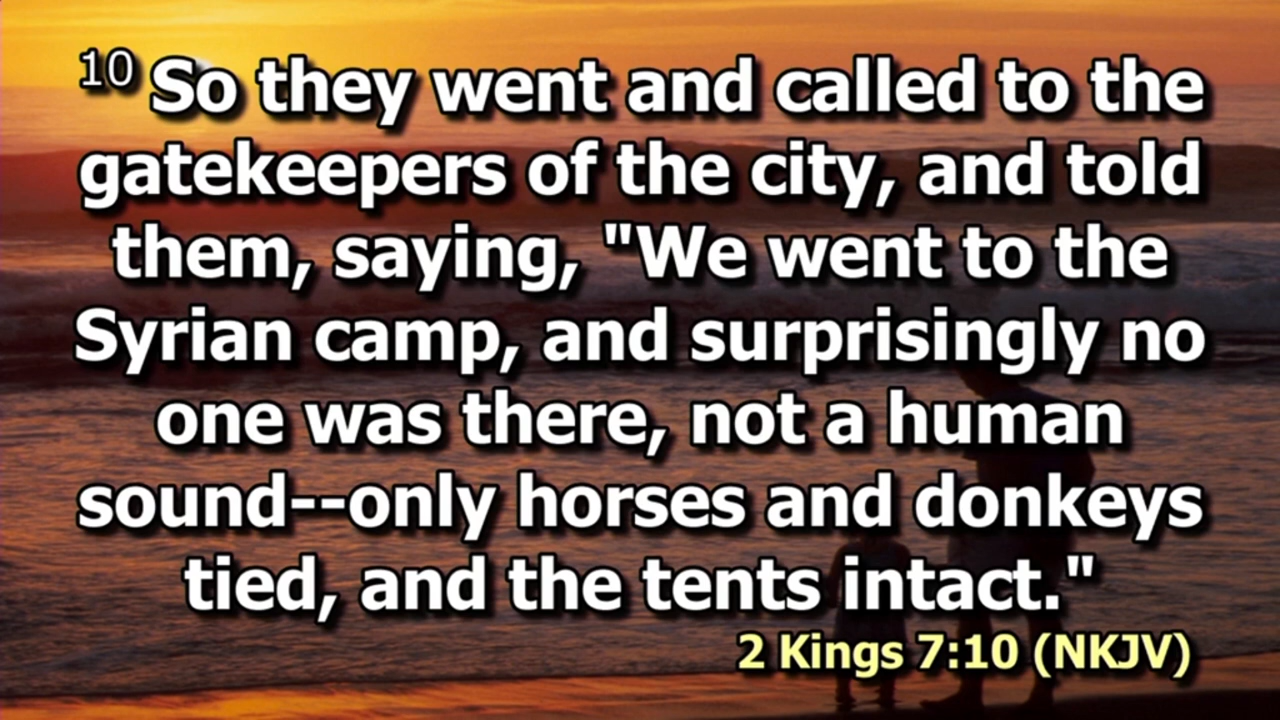 10 So they went and called to the
gatekeepers of the city, and told
them, saying, "We went to the
Syrian camp, and surprisingly no
one was there, not a human
sound--only horses and donkeys
tied, and the tents intact."
2 Kings 7:10 (NKJV)